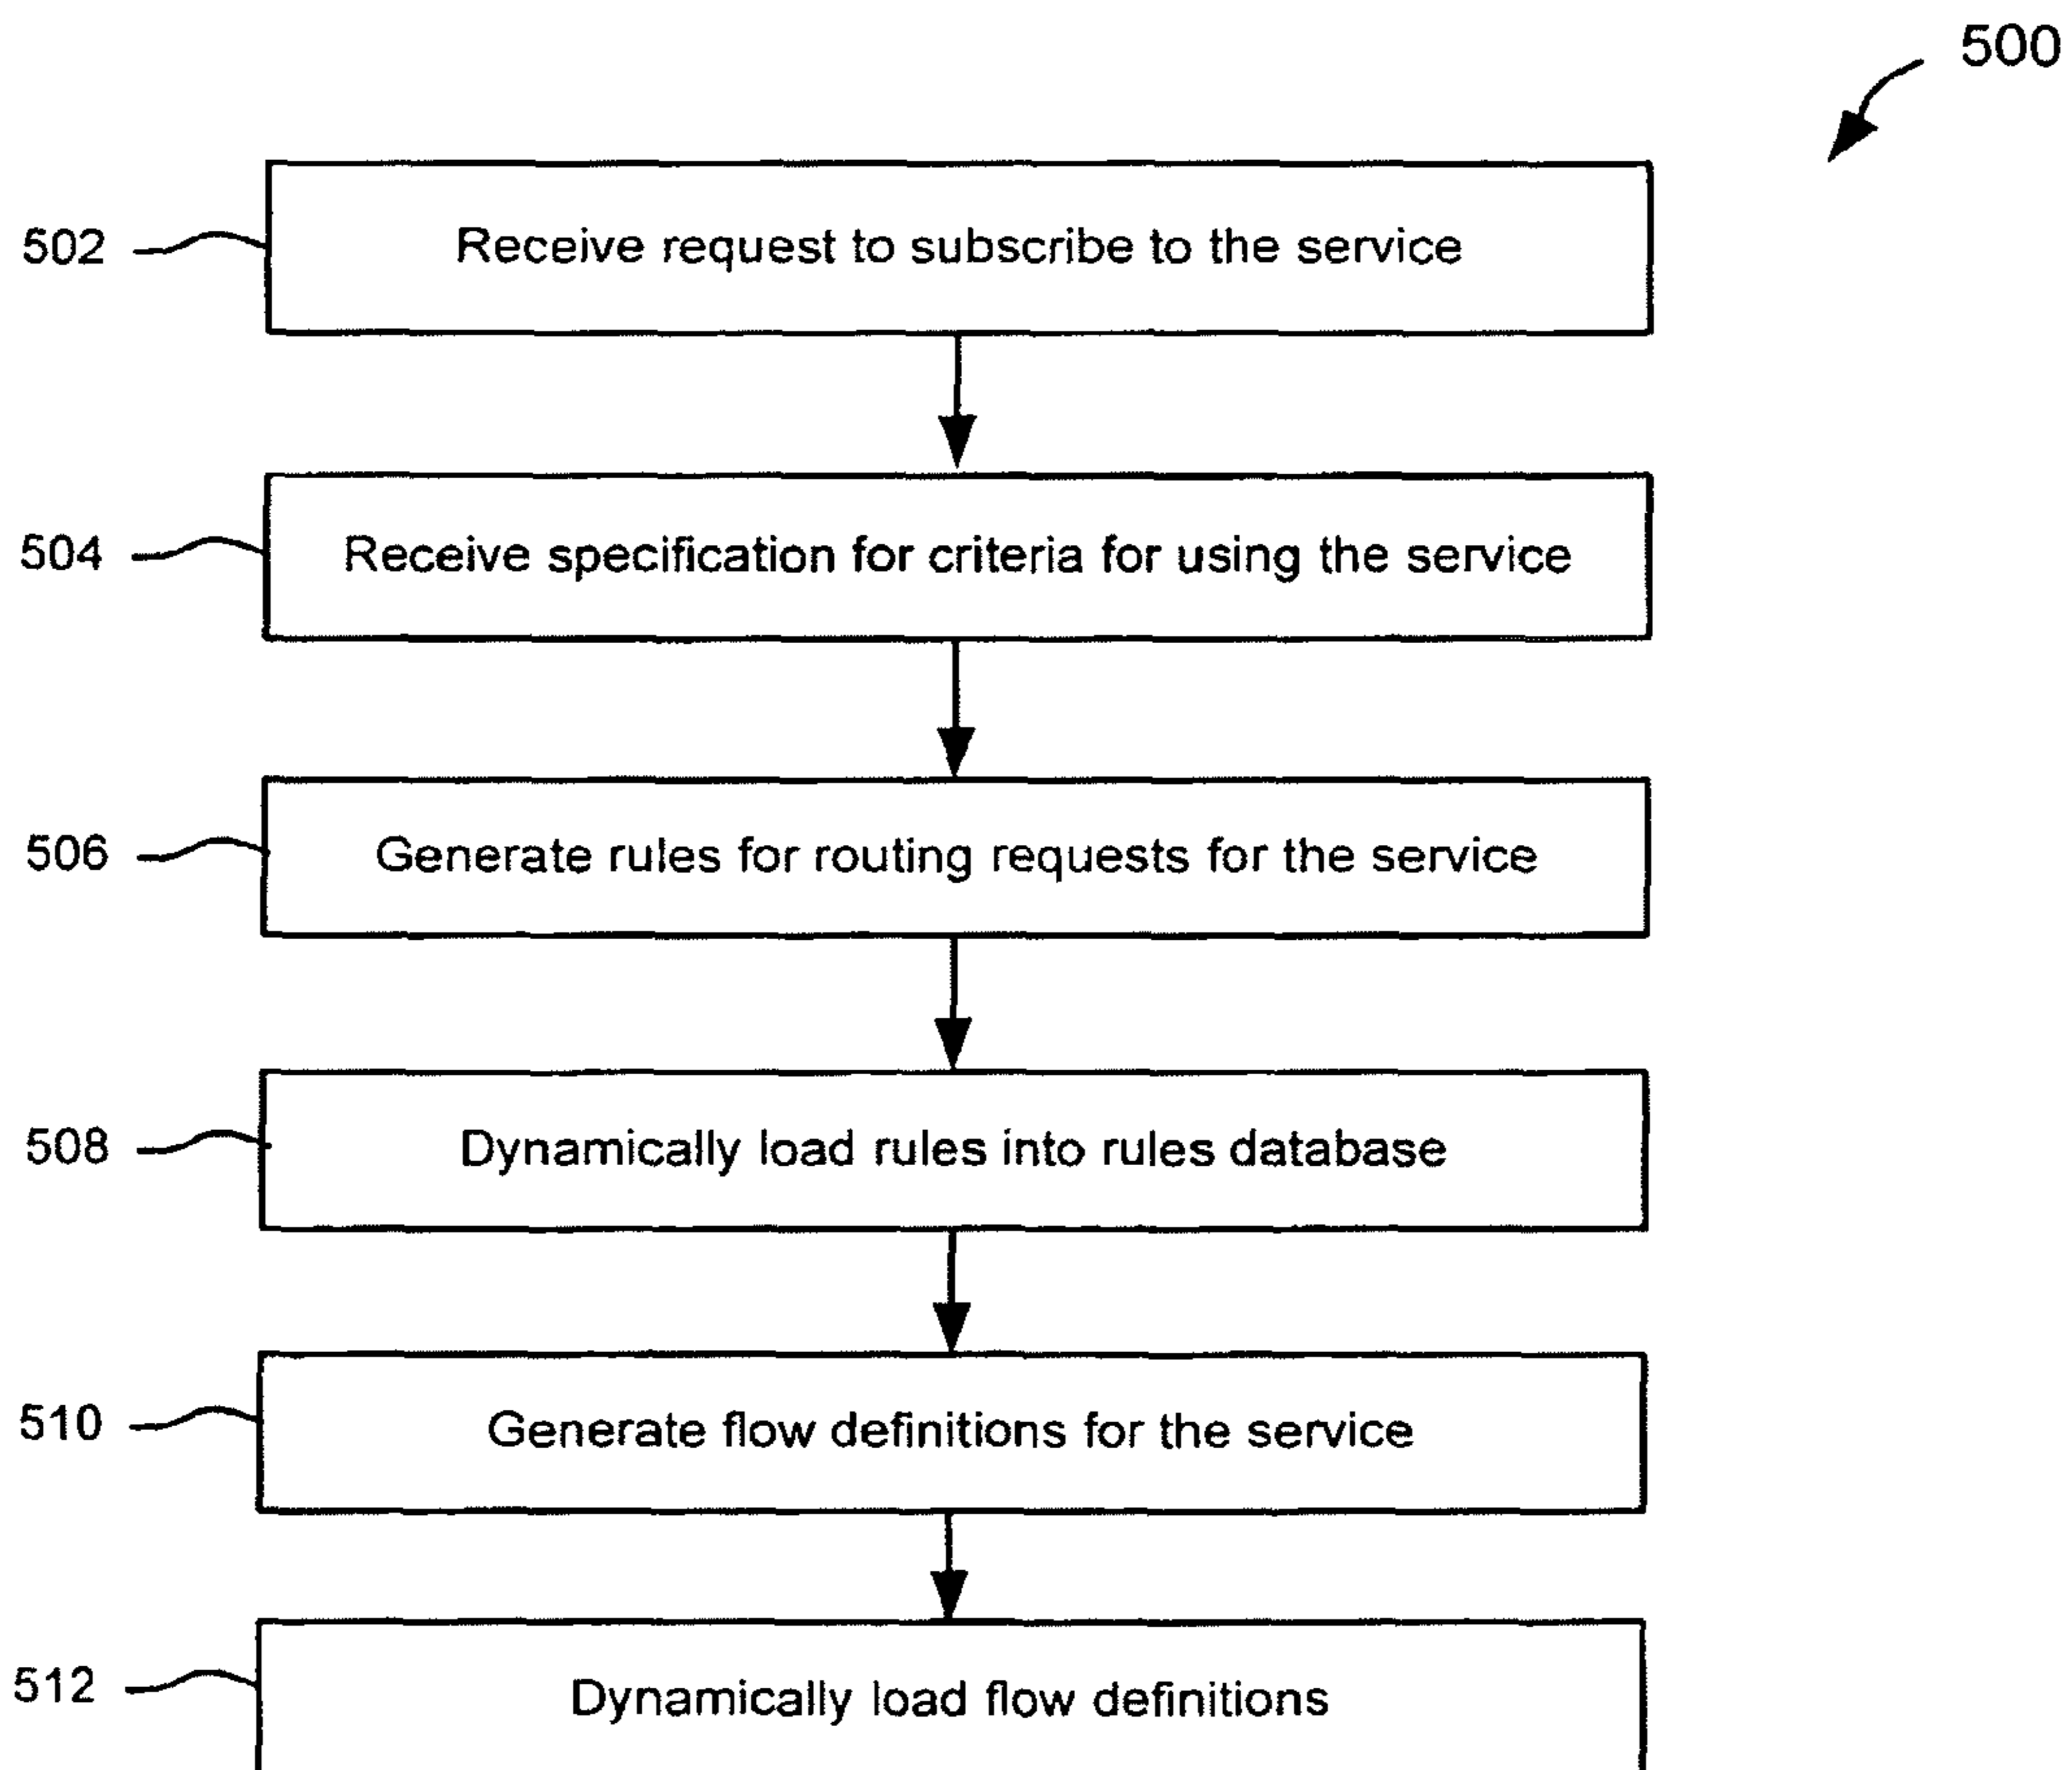 500
502 Receive request to subscribe to the service
504 Receive specification for criteria for using the service
506 Generate rules for routing requests for the service
508 Dynamically load rules into rules database
510 Generate flow definitions for the service
512 Dynamically load flow definitions